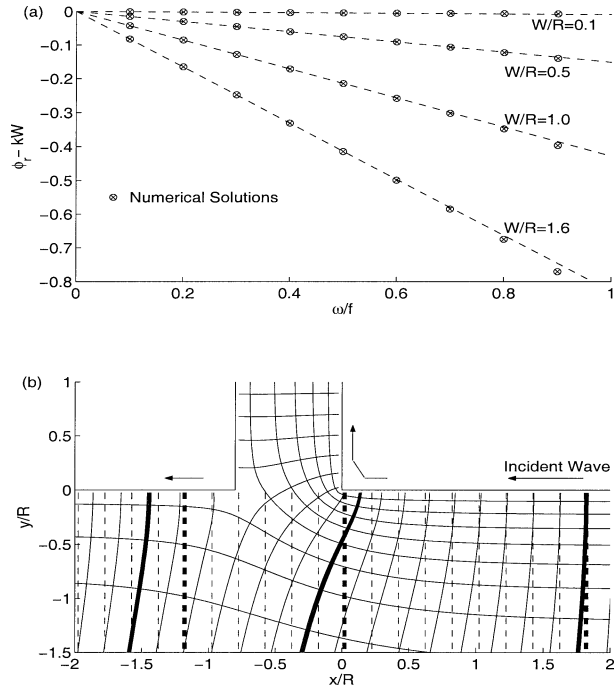 (a)
0
−0.1
−0.2
−0.3
−0.4
−0.5
−0.6
−0.7
−0.8
ϕr − kW
W/R=0.1
W/R=0.5
W/R=1.0
W/R=1.6
Numerical Solutions
0 0.2 0.4 0.6 0.8 1
ω/f
(b)
1
0.5
0
−0.5
−1
−1.5
y/R
Incident Wave
−2 −1.5 −1 −0.5 0 0.5 1 1.5 2
x/R